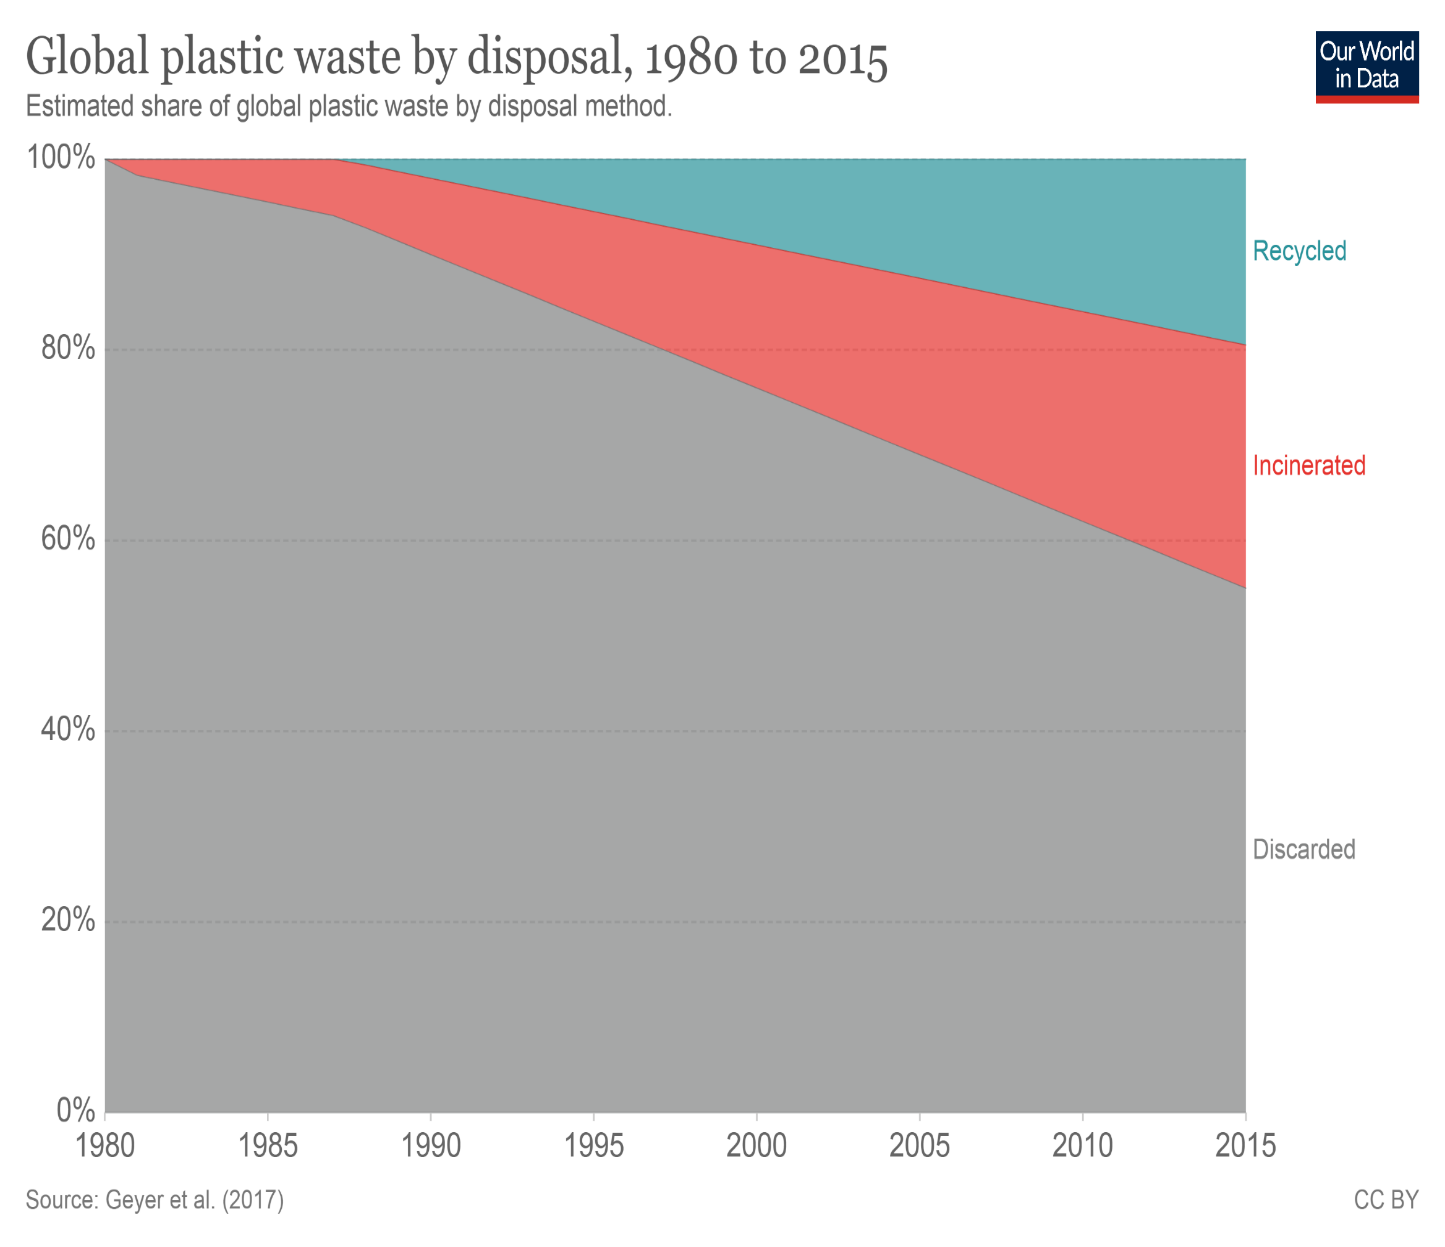 Global plastic waste by disposal, 1980 to 2015
Estimated share of global plastic waste by disposal method.
Our World
in Data
100%
80%
60%
40%
20%
0%
Recycled
Incinerated
Discarded
1980 1985 1990 1995 2000 2005 2010 2015
Source: Geyer et al. (2017)
CC BY